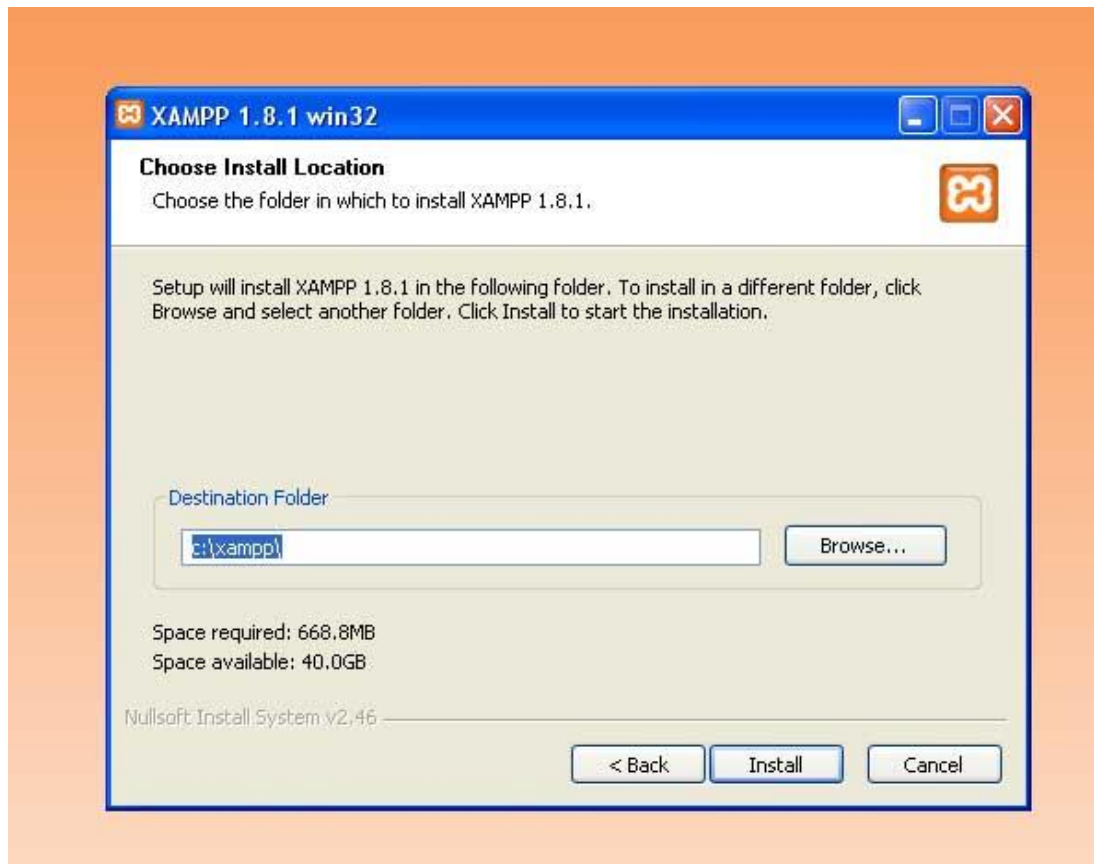 XAMPP 1.8.1 win32
Choose Install Location
Choose the folder in which to install XAMPP 1.8.1.
Setup will install XAMPP 1.8.1 in the following folder. To install in a different folder, click
Browse and select another folder. Click Install to start the installation.
Destination Folder
c:\xampp\
Browse...
Space required: 668.8MB
Space available: 40.0GB
Nullsoft Install System v2.46
< Back
Install
Cancel